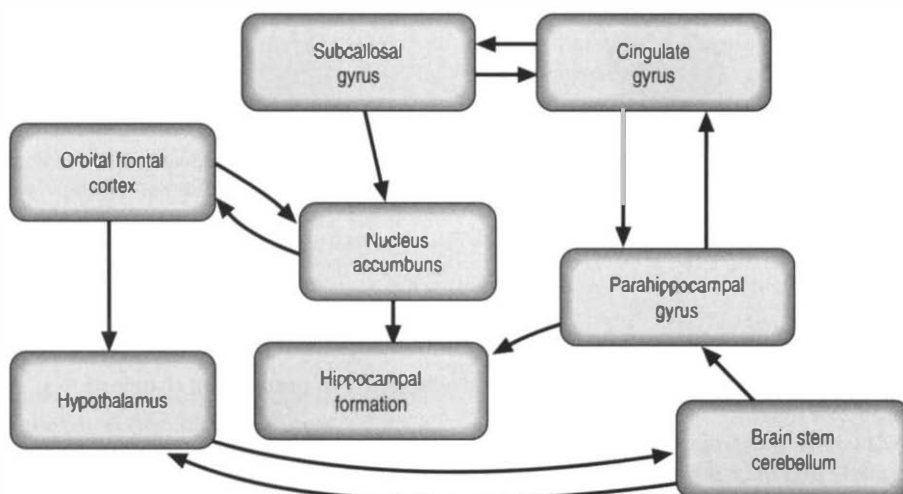 Subcallosal
gyrus
Cingulate
gyrus
Orbital frontal
cortex
Nucleus
accumbuns
Parahippocampal
gyrus
Hypothalamus
Hippocampal
formation
Brain stem
cerebellum